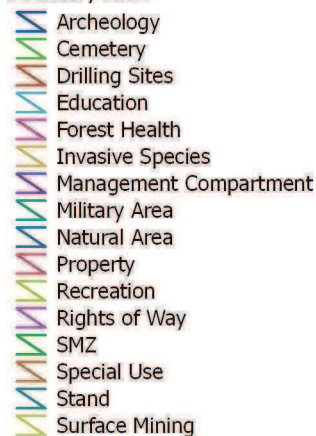 Archeology
Cemetery
Drilling Sites
Education
Forest Health
Invasive Species
Management Compartment
Military Area
Natural Area
Property
Recreation
Rights of Way
SMZ
Special Use
Stand
Surface Mining